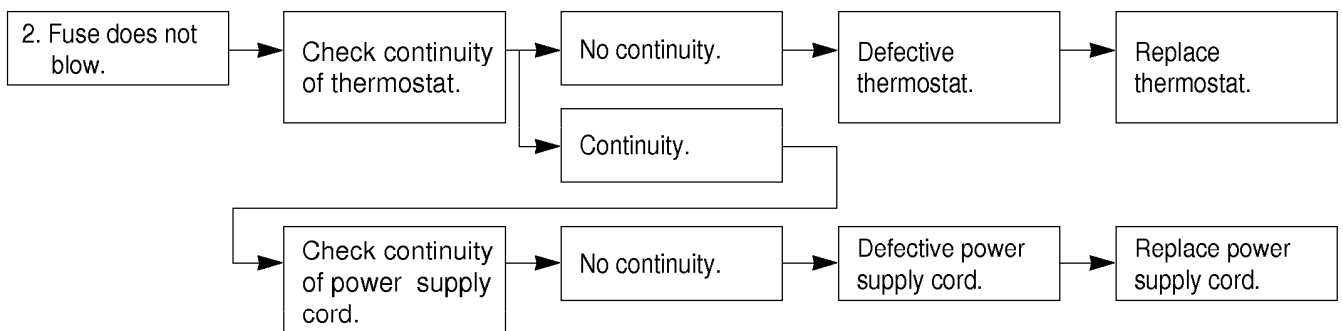 2. Fuse does not
blow.
Check continuity
of thermostat.
No continuity.
Defective
thermostat.
Replace
thermostat.
Continuity.
Check continuity
of power supply
cord.
No continuity.
Defective power
supply cord.
Replace power
supply cord.